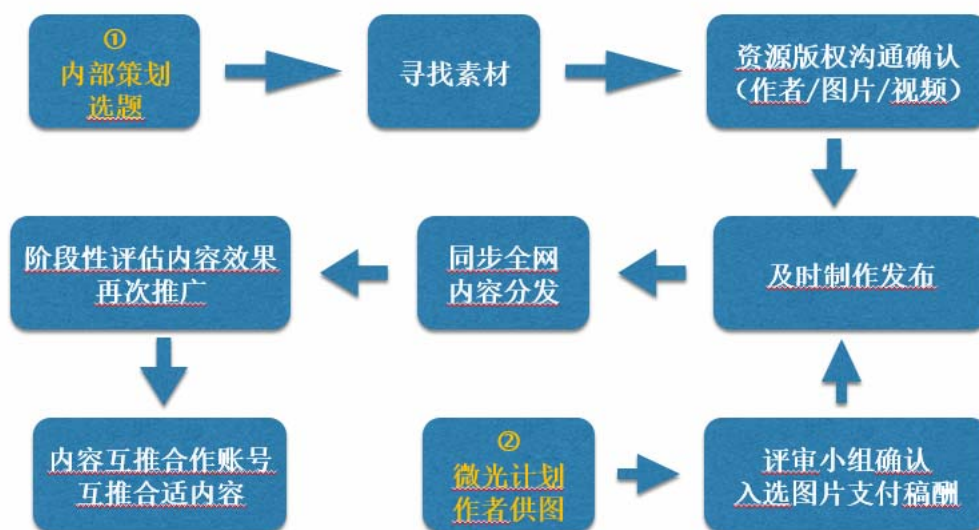 ①
内部策划
选题
寻找素材
资源版权沟通确认
（作者/图片/视频）
阶段性评估内容效果
再次推广
同步全网
内容分发
及时制作发布
内容互推合作账号
互推合适内容
②
微光计划
作者供图
评审小组确认
入选图片支付稿酬